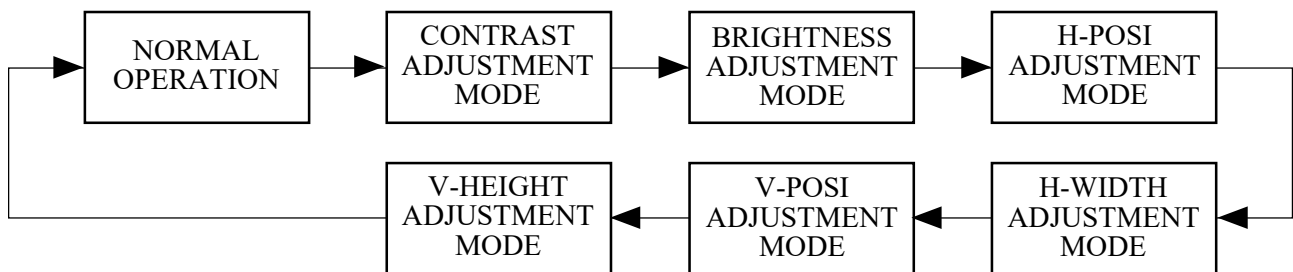 NORMAL
OPERATION
CONTRAST
ADJUSTMENT
MODE
BRIGHTNESS
ADJUSTMENT
MODE
H-POSI
ADJUSTMENT
MODE
H-WIDTH
ADJUSTMENT
MODE
V-POSI
ADJUSTMENT
MODE
V-HEIGHT
ADJUSTMENT
MODE